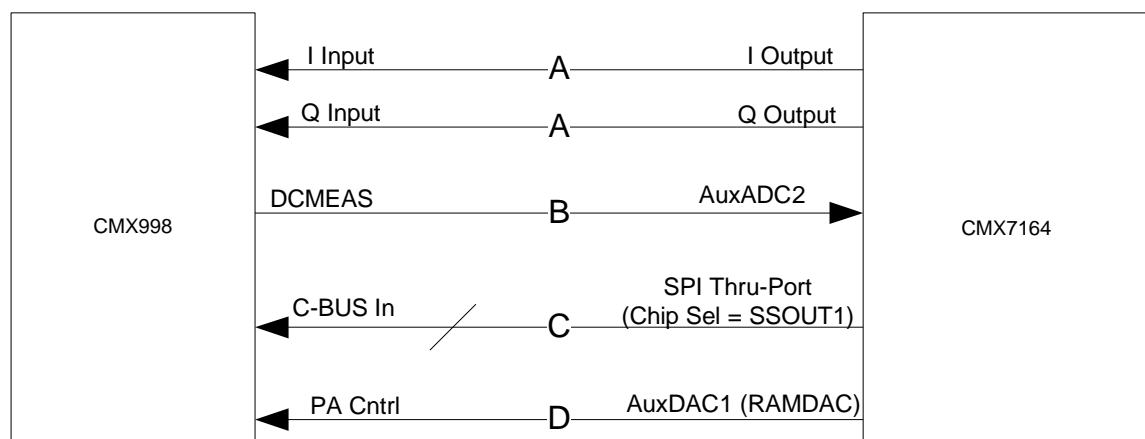 I Input A I Output
Q Input A Q Output
DCMEAS B AuxADC2
CMX998
CMX7164
SPI Thru-Port
C-BUS In C (Chip Sel = SSOUT1)
PA Cntrl D AuxDAC1 (RAMDAC)